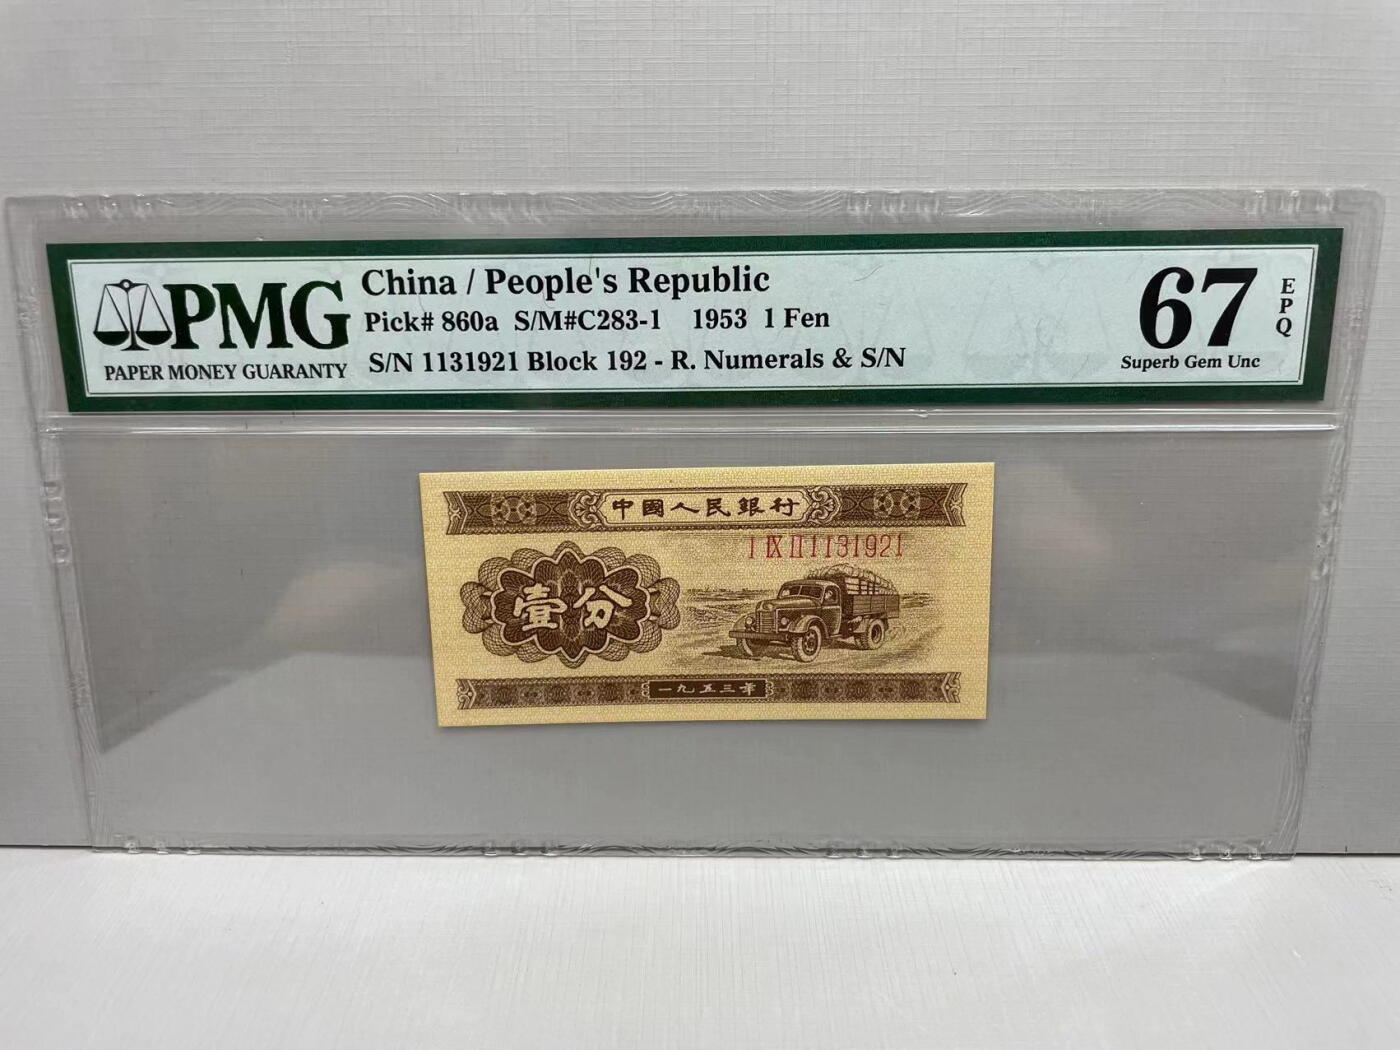 PMG
PAPER MONEY GUARANTY
China / People's Republic
Pick# 860a S/M#C283-1 1953 1 Fen
S/N 1131921 Block 192 - R. Numerals & S/N
67
EPQ
Superb Gem Unc
中國人民銀行
I IX II 1131921
壹分
一九五三年